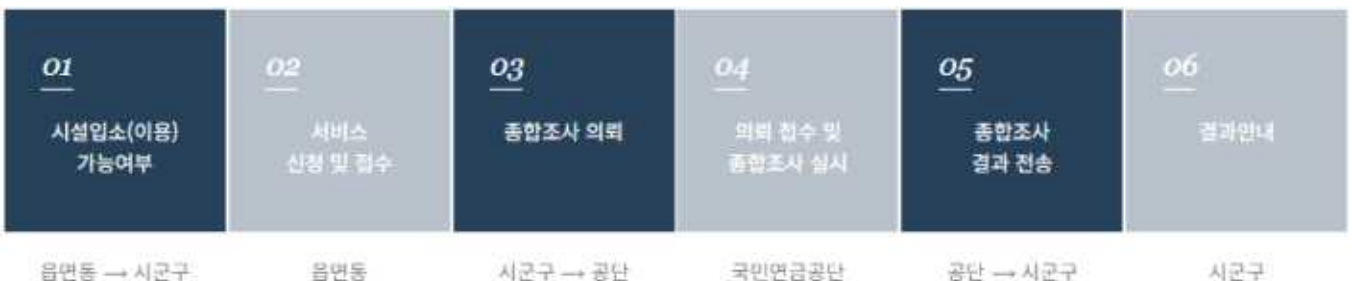 01
시설입소(이용)
가능여부
읍면동 → 시군구
02
서비스
신청 및 접수
읍면동
03
종합조사 의뢰
시군구 → 공단
04
의뢰 접수 및
종합조사 실시
국민연금공단
05
종합조사
결과 전송
공단 → 시군구
06
결과안내
시군구